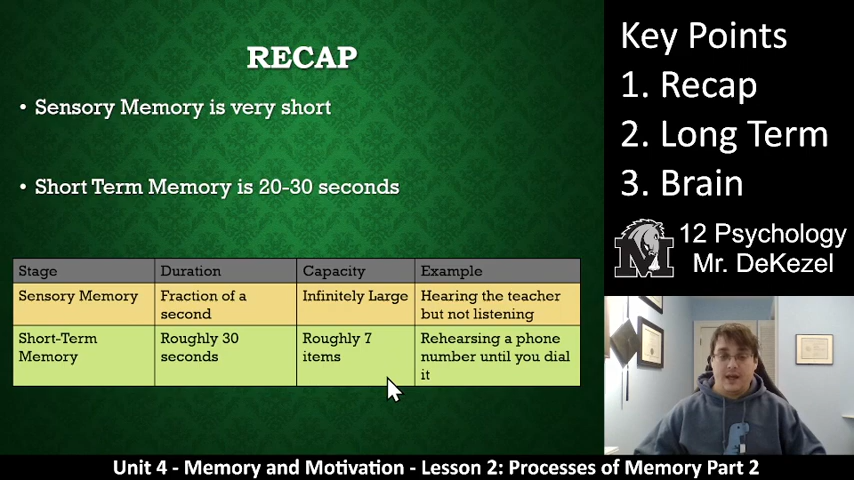 RECAP
• Sensory Memory is very short
• Short Term Memory is 20-30 seconds
Stage Duration Capacity Example
Sensory Memory Fraction of a second Infinitely Large Hearing the teacher but not listening
Short-Term Memory Roughly 30 seconds Roughly 7 items Rehearsing a phone number until you dial it
Key Points
1. Recap
2. Long Term
3. Brain
M
12 Psychology
Mr. DeKezel
Unit 4 - Memory and Motivation - Lesson 2: Processes of Memory Part 2